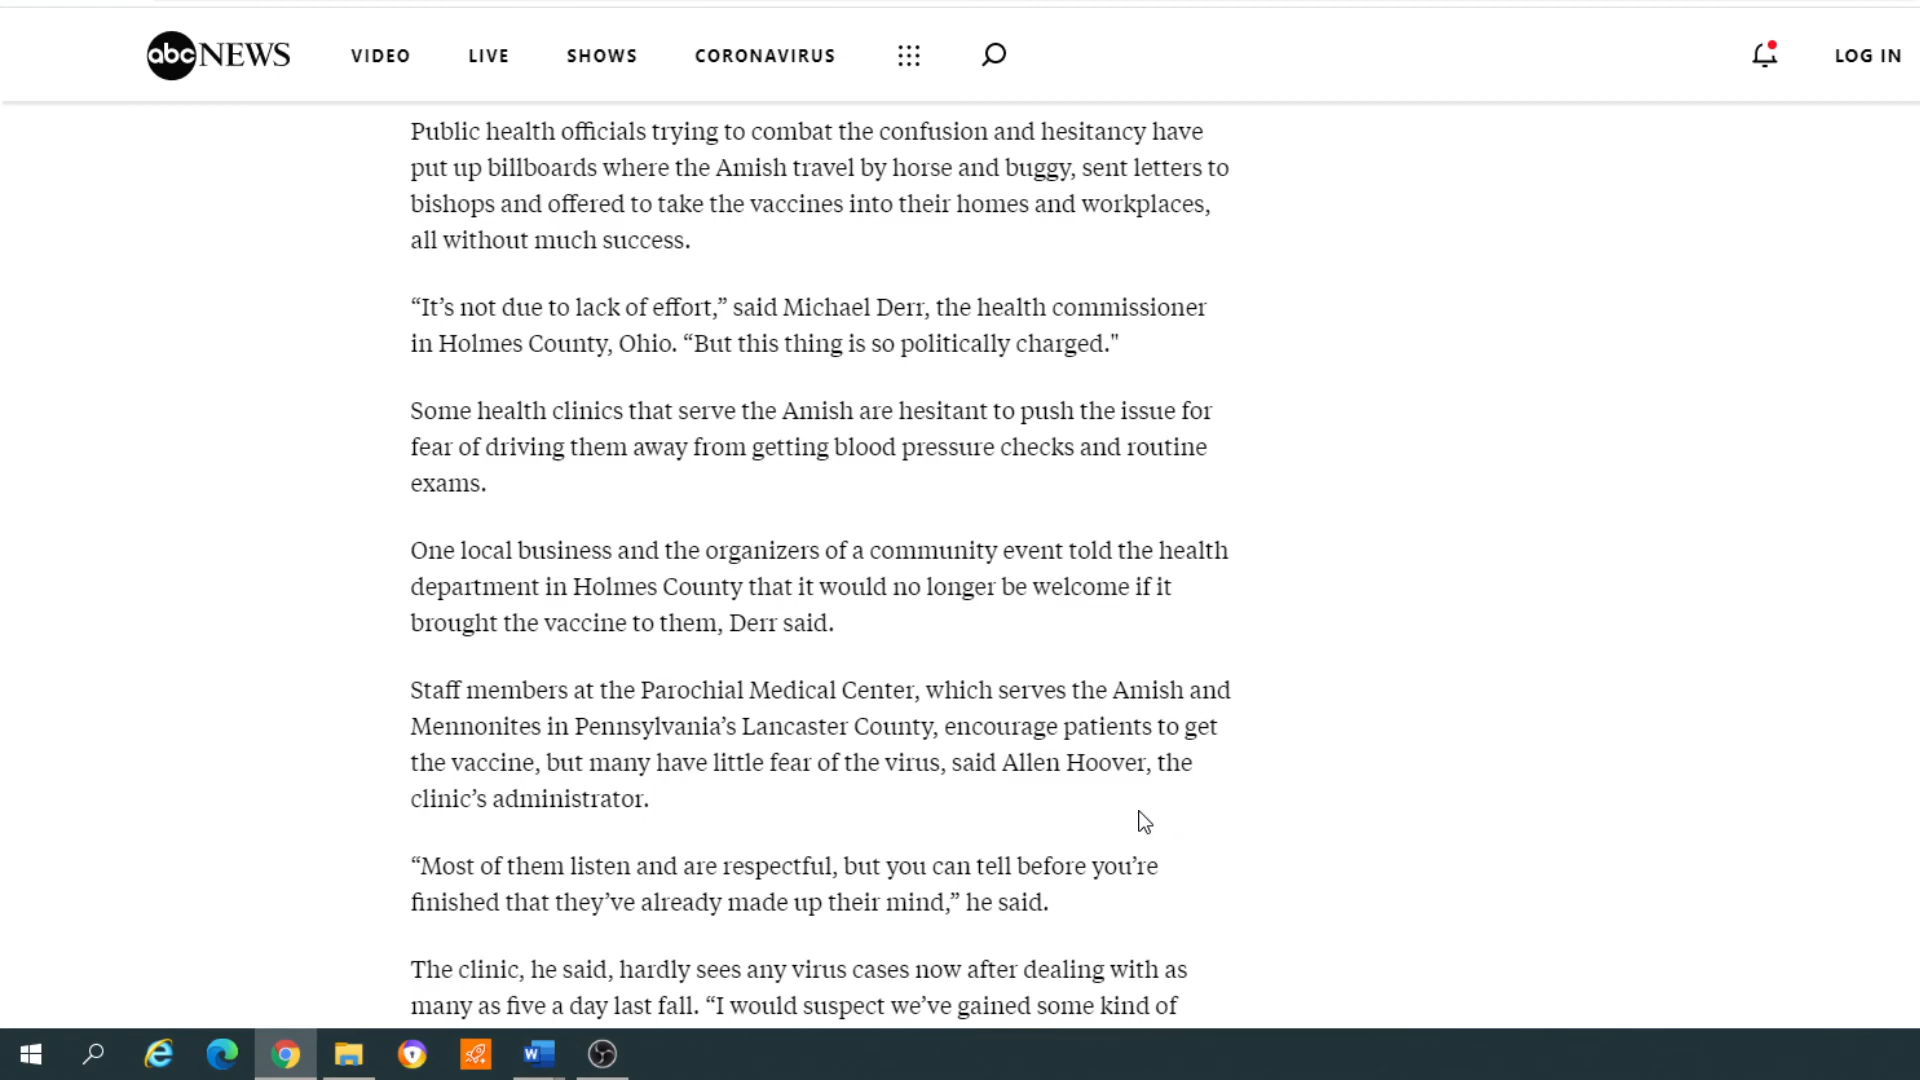 abc NEWS VIDEO LIVE SHOWS CORONAVIRUS LOG IN
Public health officials trying to combat the confusion and hesitancy have
put up billboards where the Amish travel by horse and buggy, sent letters to
bishops and offered to take the vaccines into their homes and workplaces,
all without much success.
“It’s not due to lack of effort,” said Michael Derr, the health commissioner
in Holmes County, Ohio. “But this thing is so politically charged."
Some health clinics that serve the Amish are hesitant to push the issue for
fear of driving them away from getting blood pressure checks and routine
exams.
One local business and the organizers of a community event told the health
department in Holmes County that it would no longer be welcome if it
brought the vaccine to them, Derr said.
Staff members at the Parochial Medical Center, which serves the Amish and
Mennonites in Pennsylvania’s Lancaster County, encourage patients to get
the vaccine, but many have little fear of the virus, said Allen Hoover, the
clinic’s administrator.
“Most of them listen and are respectful, but you can tell before you’re
finished that they’ve already made up their mind,” he said.
The clinic, he said, hardly sees any virus cases now after dealing with as
many as five a day last fall. “I would suspect we’ve gained some kind of
W